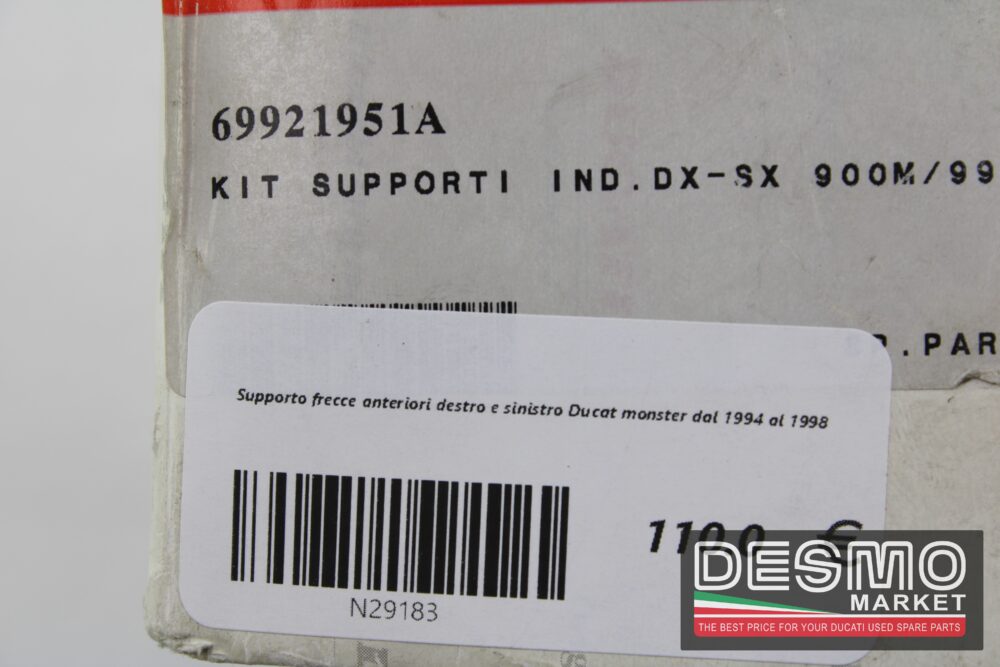 69921951A
KIT SUPPORTI IND.DX-SX 900M/99
.PAR
Supporto frecce anteriori destro e sinistro Ducat monster dal 1994 al 1998
€
N29183
DESMO
MARKET
THE BEST PRICE FOR YOUR DUCATI USED SPARE PARTS